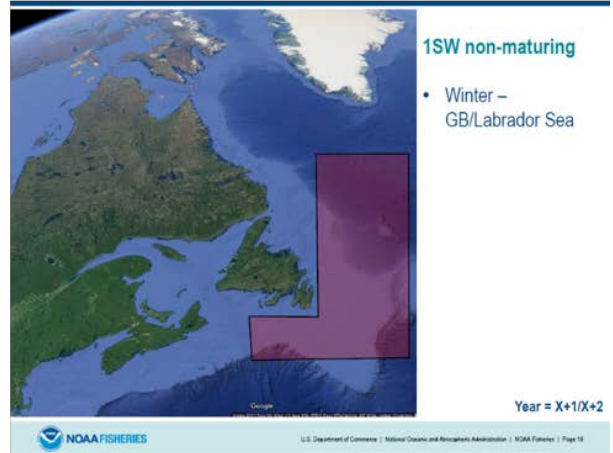 1SW non-maturing
• Winter –
GB/Labrador Sea
Google
Year = X+1/X+2
NOAA FISHERIES
U.S. Department of Commerce | National Oceanic and Atmospheric Administration | NOAA Fisheries | Page 18